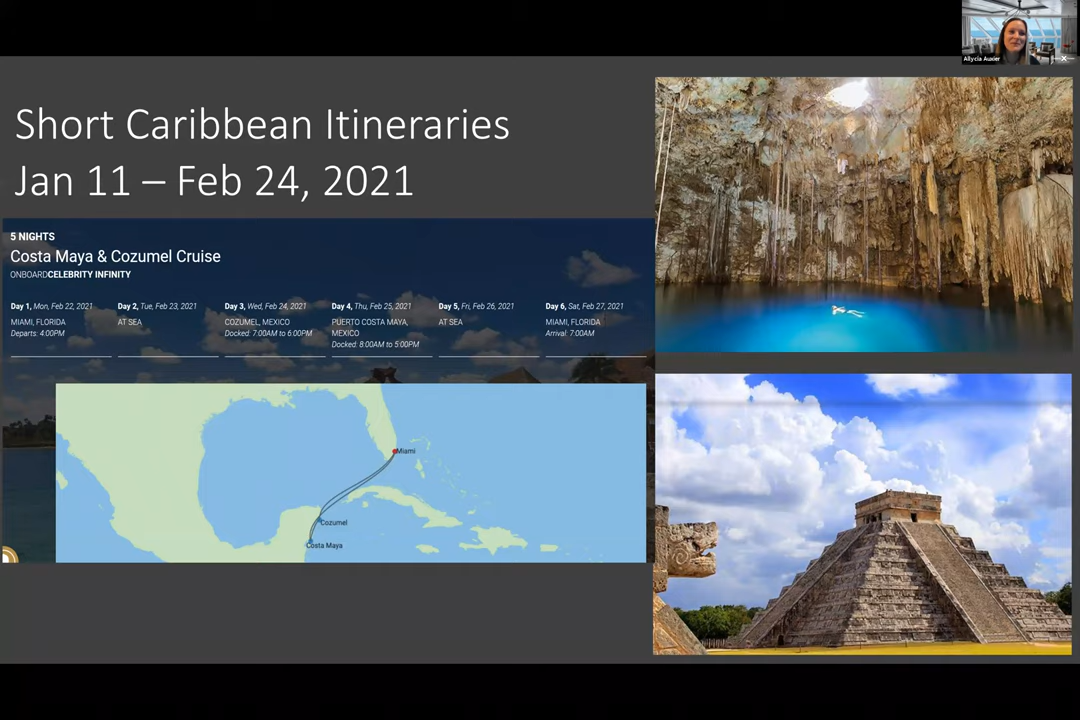 Allycia Auxier
Short Caribbean Itineraries
Jan 11 – Feb 24, 2021
5 NIGHTS
Costa Maya & Cozumel Cruise
ONBOARDCELEBRITY INFINITY
Day 1, Mon, Feb 22, 2021
MIAMI, FLORIDA
Departs: 4:00PM
Day 2, Tue, Feb 23, 2021
AT SEA
Day 3, Wed, Feb 24, 2021
COZUMEL, MEXICO
Docked: 7:00AM to 6:00PM
Day 4, Thu, Feb 25, 2021
PUERTO COSTA MAYA,
MEXICO
Docked: 8:00AM to 5:00PM
Day 5, Fri, Feb 26, 2021
AT SEA
Day 6, Sat, Feb 27, 2021
MIAMI, FLORIDA
Arrival: 7:00AM
Miami
Cozumel
Costa Maya